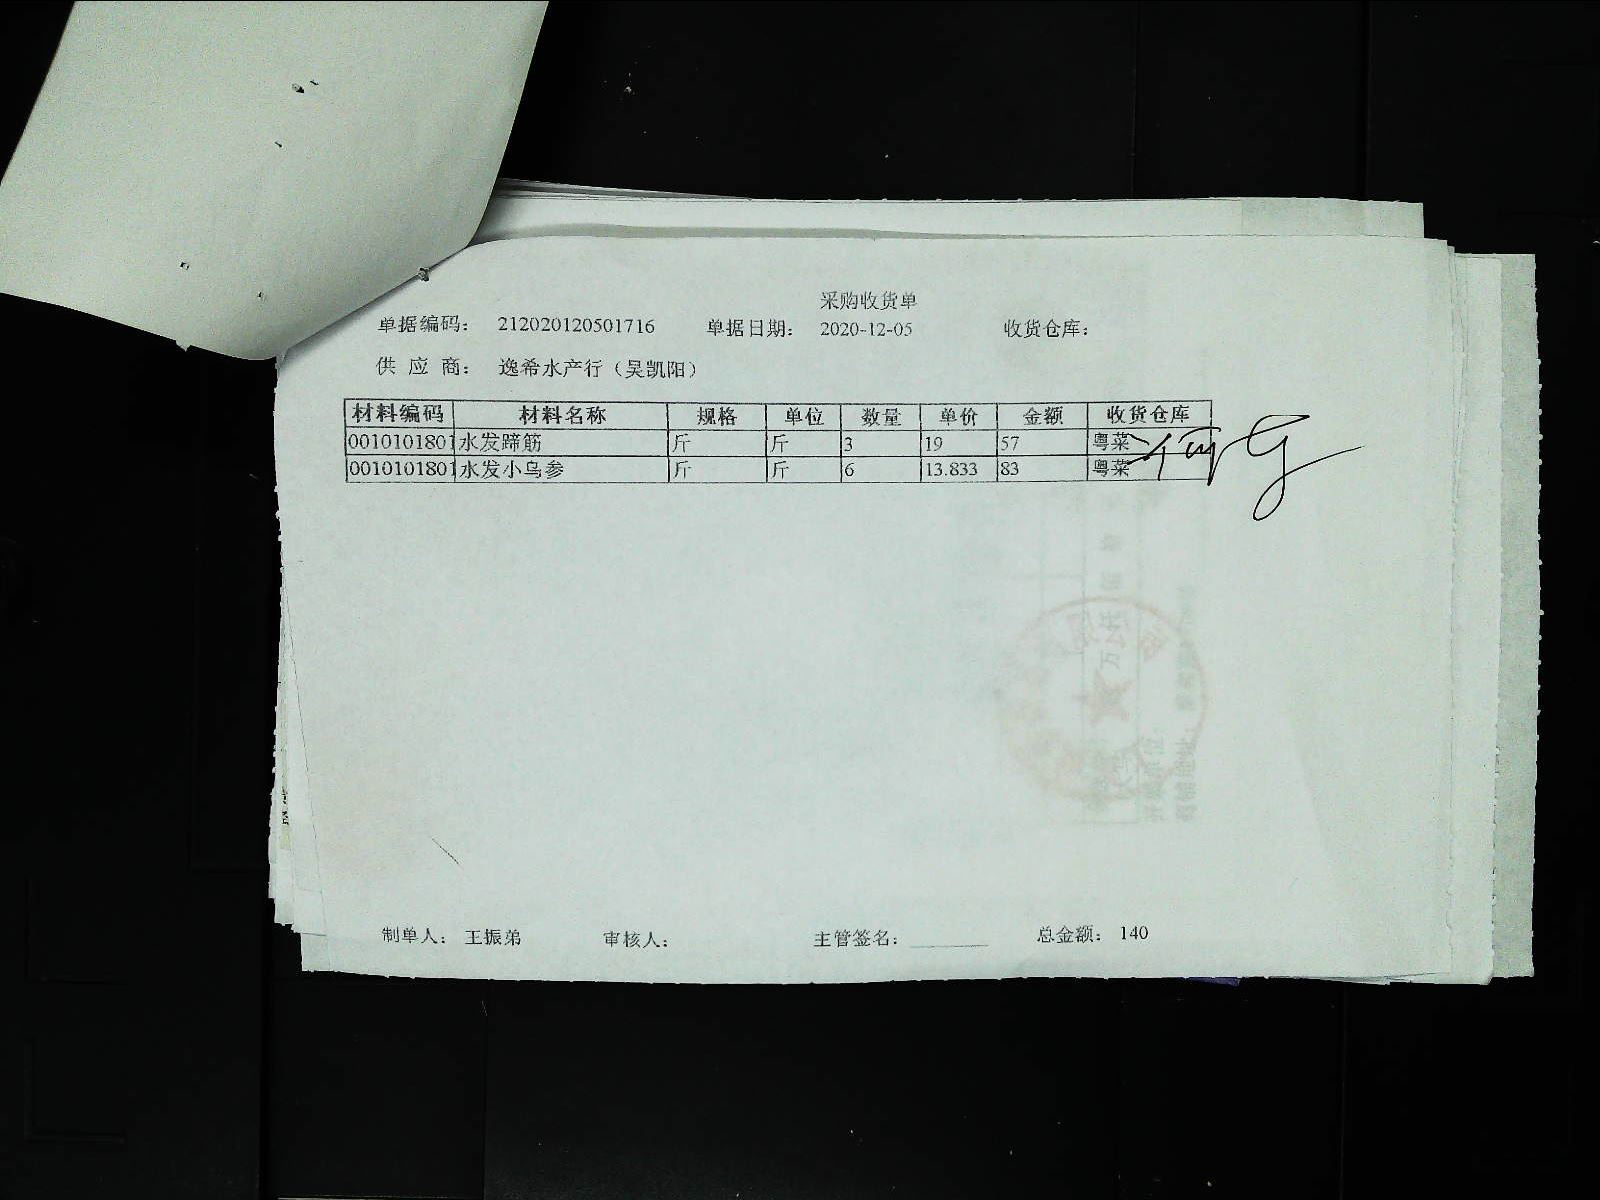 采购收货单
单据编码： 212020120501716 单据日期： 2020-12-05 收货仓库：
供 应 商： 逸希水产行（吴凯阳）
材料编码 材料名称 规格 单位 数量 单价 金额 收货仓库
0010101801 水发蹄筋 斤 斤 3 19 57 粤菜
0010101801 水发小乌参 斤 斤 6 13.833 83 粤菜
制单人： 王振弟 审核人： 主管签名： 总金额： 140